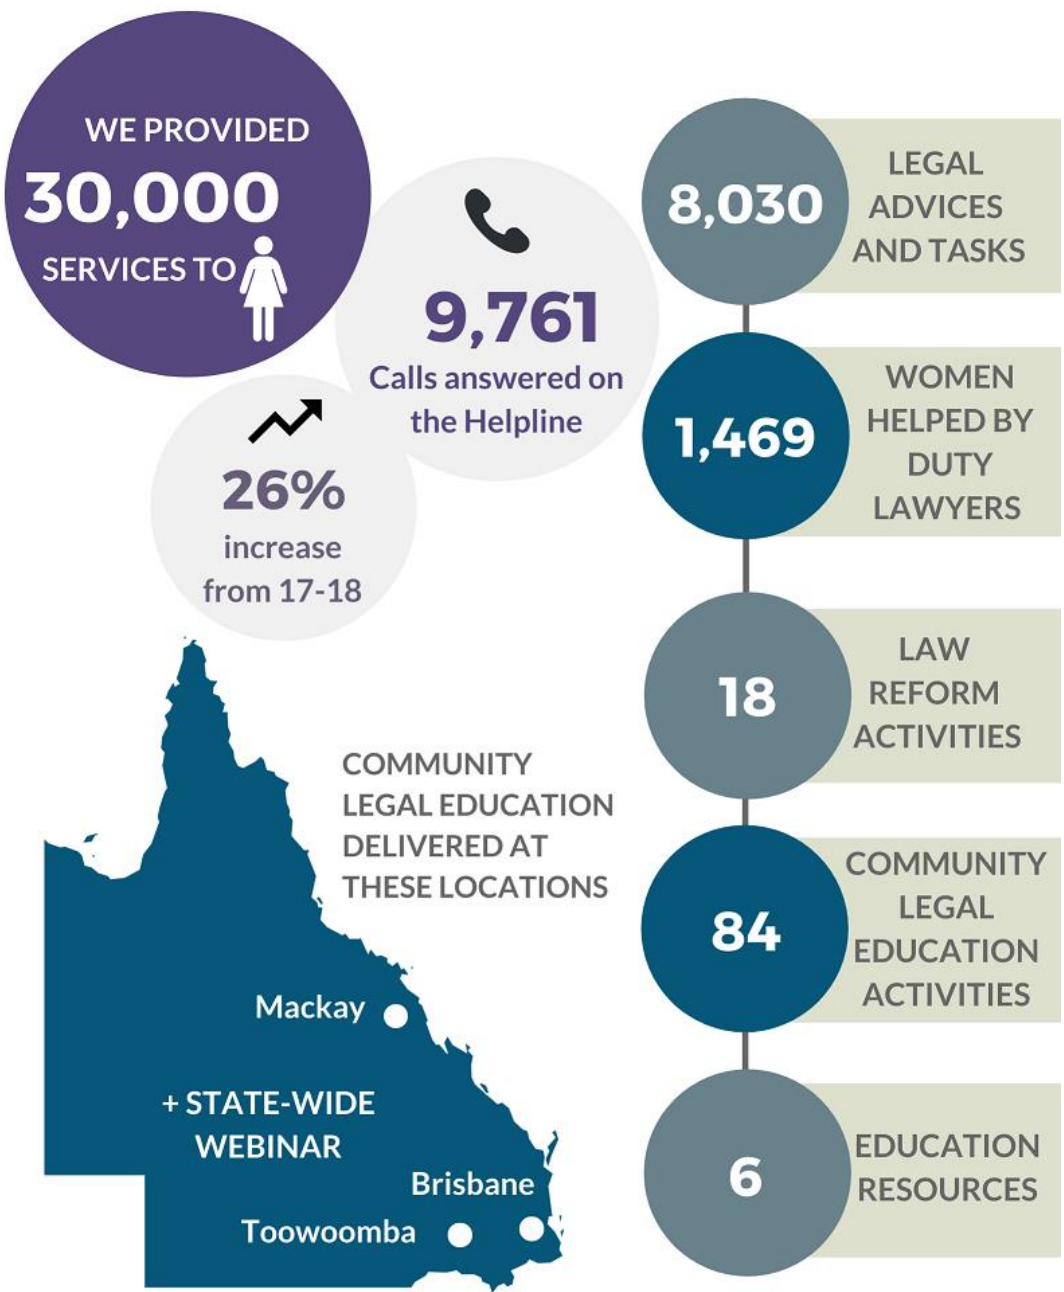 WE PROVIDED
30,000
SERVICES TO
9,761
Calls answered on
the Helpline
26%
increase
from 17-18
8,030
LEGAL
ADVICES
AND TASKS
1,469
WOMEN
HELPED BY
DUTY
LAWYERS
18
LAW
REFORM
ACTIVITIES
84
COMMUNITY
LEGAL
EDUCATION
ACTIVITIES
6
EDUCATION
RESOURCES
COMMUNITY
LEGAL EDUCATION
DELIVERED AT
THESE LOCATIONS
Mackay
+ STATE-WIDE
WEBINAR
Brisbane
Toowoomba